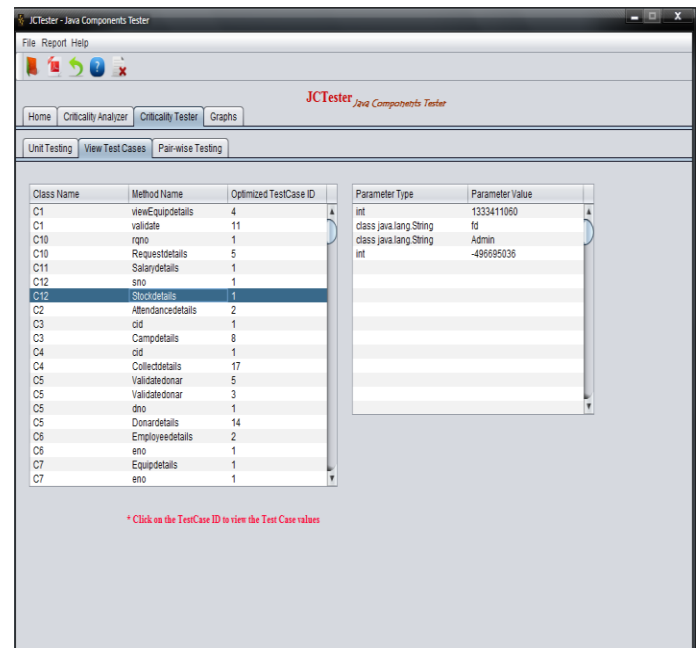 JCTester - Java Components Tester
File Report Help
JCTester Java Components Tester
Home Criticality Analyzer Criticality Tester Graphs
Unit Testing View Test Cases Pair-wise Testing
Class Name Method Name Optimized TestCase ID Parameter Type Parameter Value
C1 viewEquipdetails 4 int 1333411060
C1 validate 11 class java.lang.String fd
C10 rqno 1 class java.lang.String Admin
C10 Requestdetails 5 int -496695036
C11 Salarydetails 1
C12 sno 1
C12 Stockdetails 1
C2 Attendancedetails 2
C3 cid 1
C3 Campdetails 8
C4 cid 1
C4 Collectdetails 17
C5 Validatedonar 5
C5 Validatedonar 3
C5 dno 1
C5 Donardetails 14
C6 Employeedetails 2
C6 eno 1
C7 Equipdetails 1
C7 eno 1
* Click on the TestCase ID to view the Test Case values